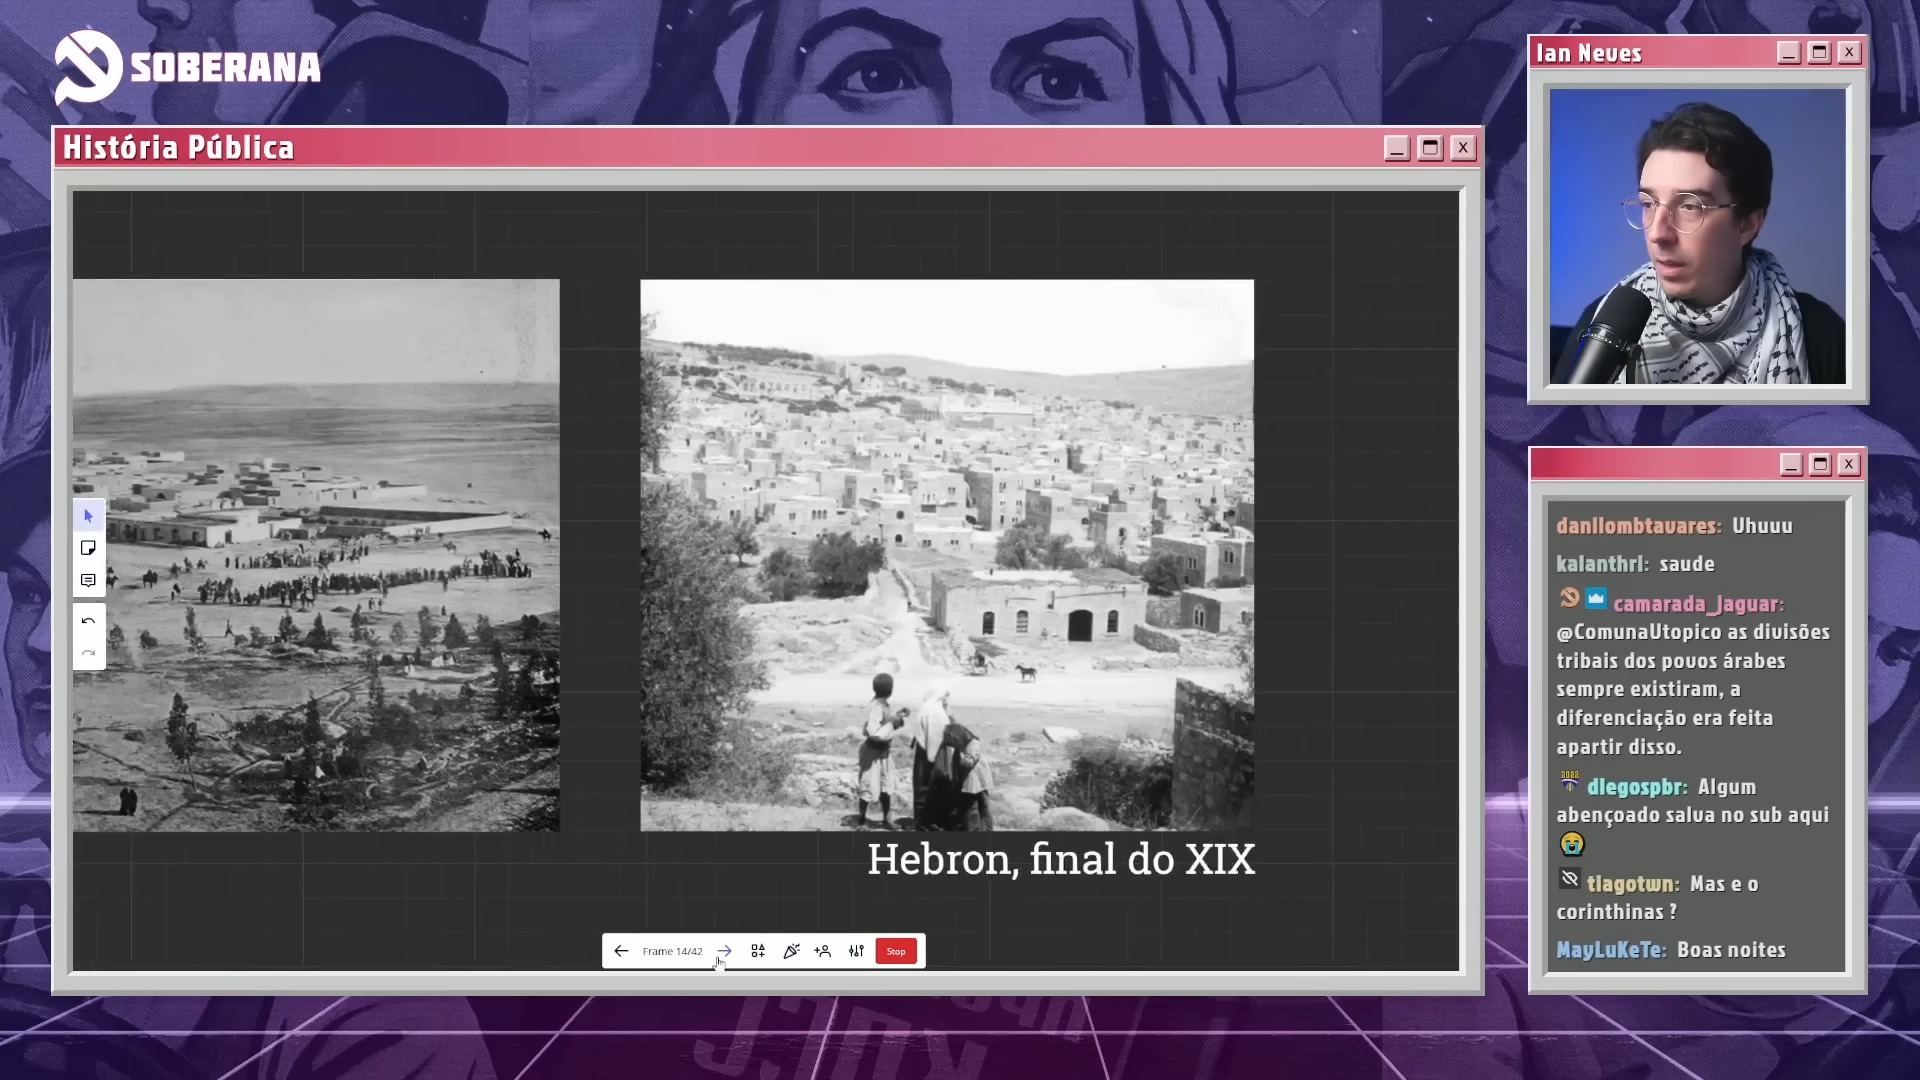 SOBERANA
História Pública
Hebron, final do XIX
Frame 14/42
Stop
Ian Neves
danilombtavares: Uhuuu
kalanthri: saude
camarada_jaguar:
@ComunaUtopico as divisões
tribais dos povos árabes
sempre existiram, a
diferenciação era feita
apartir disso.
2022
diegospbr: Algum
abençoado salva no sub aqui
tiagotwn: Mas e o
corinthinas ?
MayLuKeTe: Boas noites